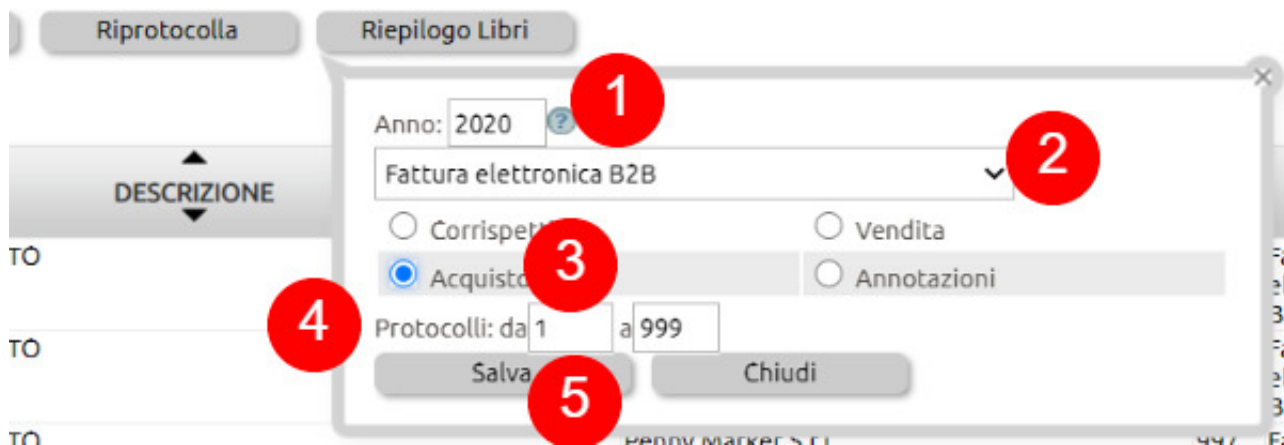 Riprotocolla Riepilogo Libri
Anno: 2020 ? 1
Fattura elettronica B2B 2
DESCRIZIONE
Vendita
TO
Acquisto 3 Annotazioni
4
Protocolli: da 1 a 999
TO
Salva Chiudi
5
TO 997